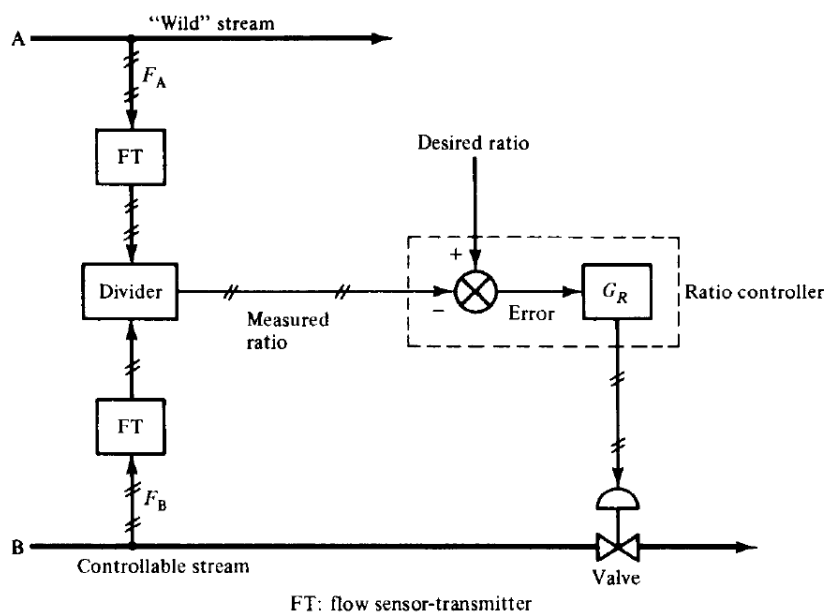 “Wild” stream
A
F_A
FT
Desired ratio
+
Divider
G_R
Ratio controller
−
Error
Measured
ratio
FT
F_B
B
Controllable stream
Valve
FT: flow sensor-transmitter